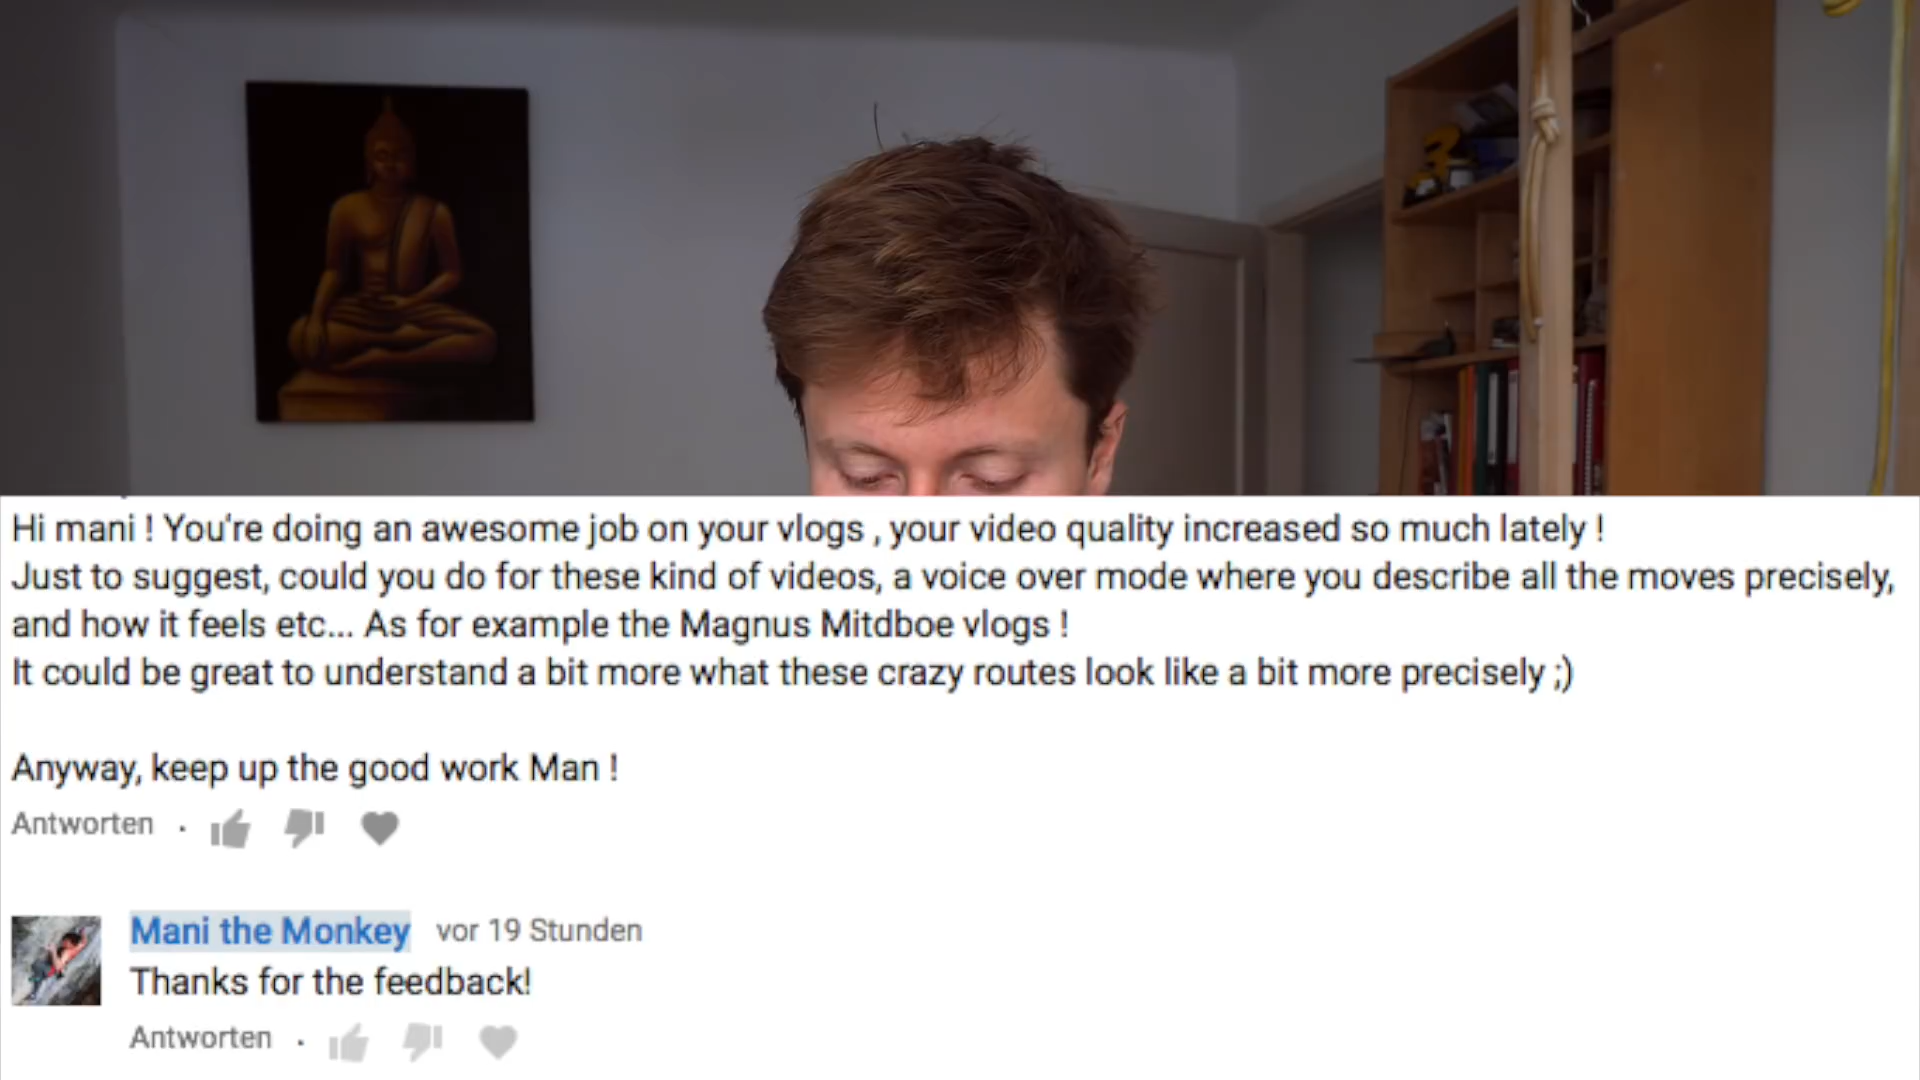 Hi mani ! You're doing an awesome job on your vlogs , your video quality increased so much lately !
Just to suggest, could you do for these kind of videos, a voice over mode where you describe all the moves precisely,
and how it feels etc... As for example the Magnus Mitdboe vlogs !
It could be great to understand a bit more what these crazy routes look like a bit more precisely ;)
Anyway, keep up the good work Man !
Antworten
Mani the Monkey vor 19 Stunden
Thanks for the feedback!
Antworten